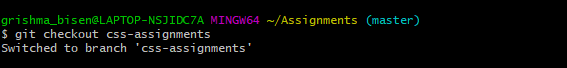 grishma_bisen@LAPTOP-NSJIDC7A MINGW64 ~/Assignments (master)
$ git checkout css-assignments
Switched to branch 'css-assignments'